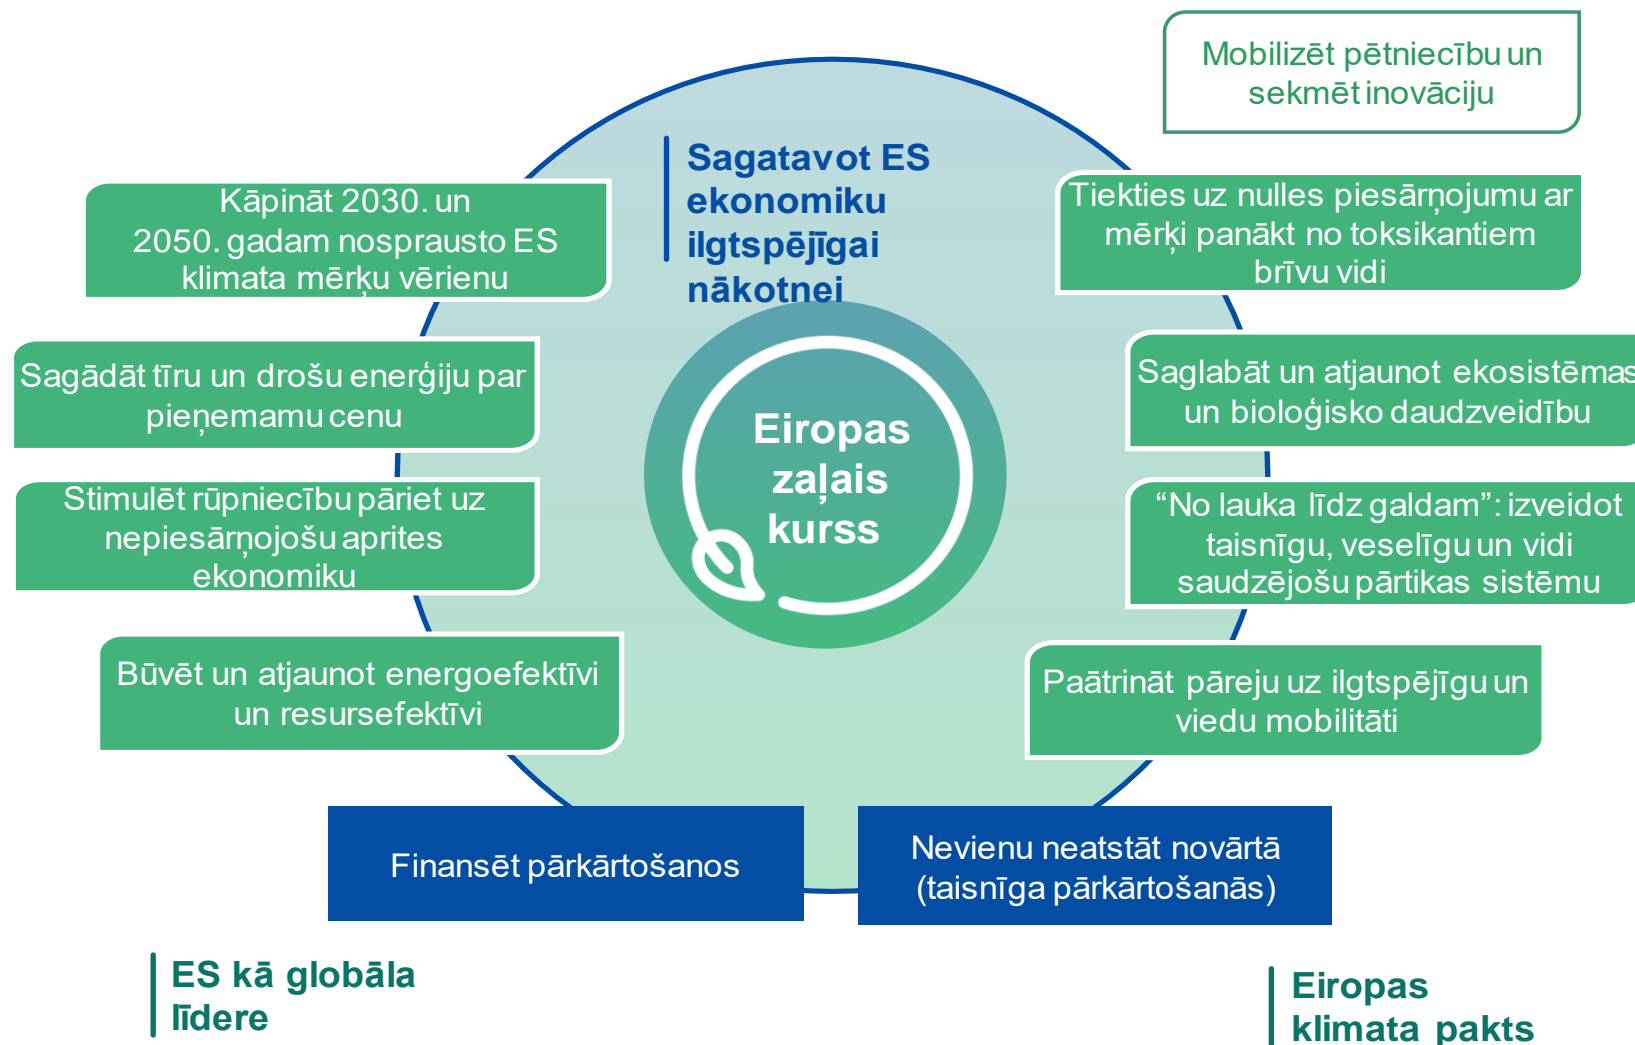 Mobilizēt pētniecību un
sekmēt inovāciju
Sagatavot ES
ekonomiku
ilgtspējīgai
nākotnei
Kāpināt 2030. un
2050. gadam nosprausto ES
klimata mērķu vērienu
Tiekties uz nulles piesārņojumu ar
mērķi panākt no toksikantiem
brīvu vidi
Sagādāt tīru un drošu enerģiju par
pieņemamu cenu
Saglabāt un atjaunot ekosistēmas
un bioloģisko daudzveidību
Eiropas
zaļais
kurss
Stimulēt rūpniecību pāriet uz
nepiesārņojošu aprites
ekonomiku
“No lauka līdz galdam”: izveidot
taisnīgu, veselīgu un vidi
saudzējošu pārtikas sistēmu
Būvēt un atjaunot energoefektīvi
un resursefektīvi
Paātrināt pāreju uz ilgtspējīgu un
viedu mobilitāti
Finansēt pārkārtošanos
Nevienu neatstāt novārtā
(taisnīga pārkārtošanās)
ES kā globāla
līdere
Eiropas
klimata pakts